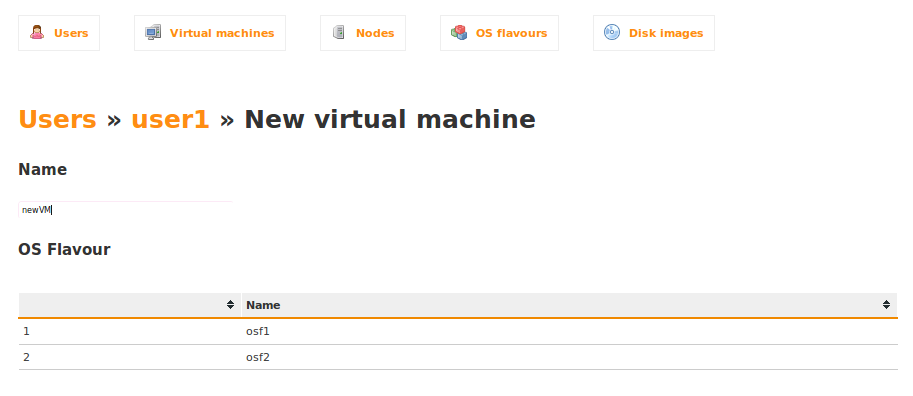 Users Virtual machines Nodes OS flavours Disk images
Users » user1 » New virtual machine
Name
newVM
OS Flavour
Name
1 osf1
2 osf2